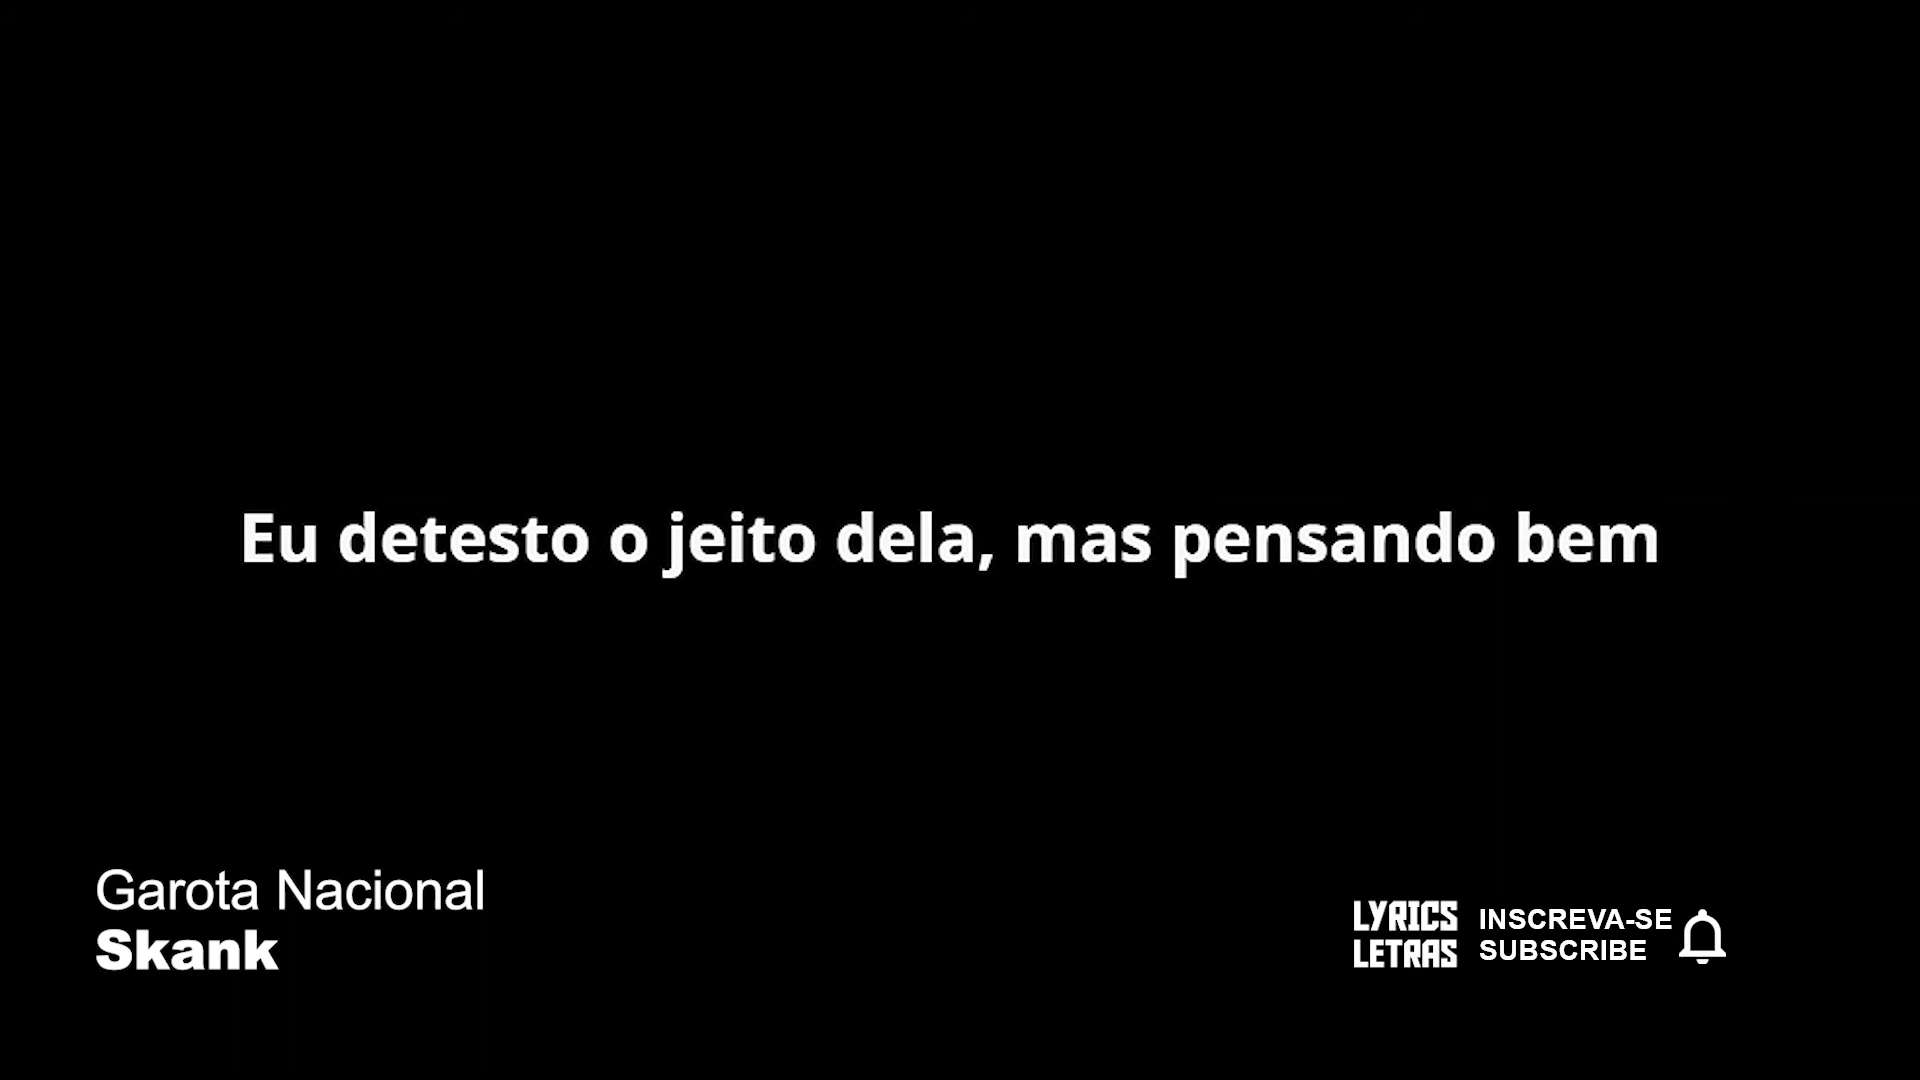 Eu detesto o jeito dela, mas pensando bem
Garota Nacional
Skank
LYRICS
LETRAS
INSCREVA-SE
SUBSCRIBE